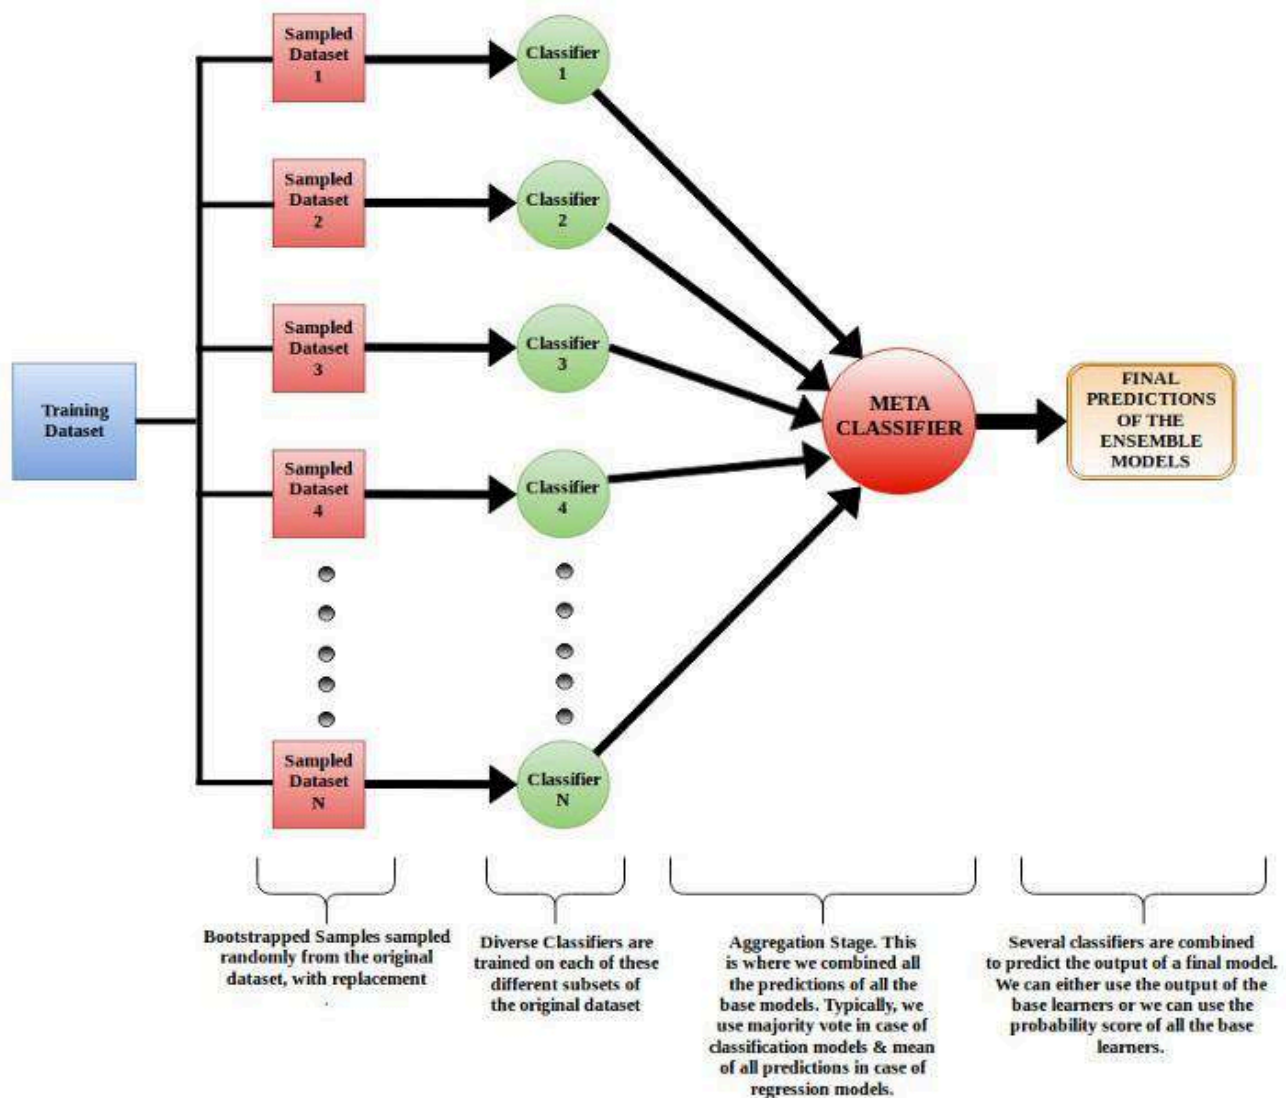 Sampled
Dataset
1
Classifier
1
Sampled
Dataset
2
Classifier
2
Sampled
Dataset
3
Classifier
3
Training
Dataset
META
CLASSIFIER
FINAL
PREDICTIONS
OF THE
ENSEMBLE
MODELS
Sampled
Dataset
4
Classifier
4
Sampled
Dataset
N
Classifier
N
Bootstrapped Samples sampled
randomly from the original
dataset, with replacement
.
Diverse Classifiers are
trained on each of these
different subsets of
the original dataset
Aggregation Stage. This
is where we combined all
the predictions of all the
base models. Typically, we
use majority vote in case of
classification models & mean
of all predictions in case of
regression models.
Several classifiers are combined
to predict the output of a final model.
We can either use the output of the
base learners or we can use the
probability score of all the base
learners.